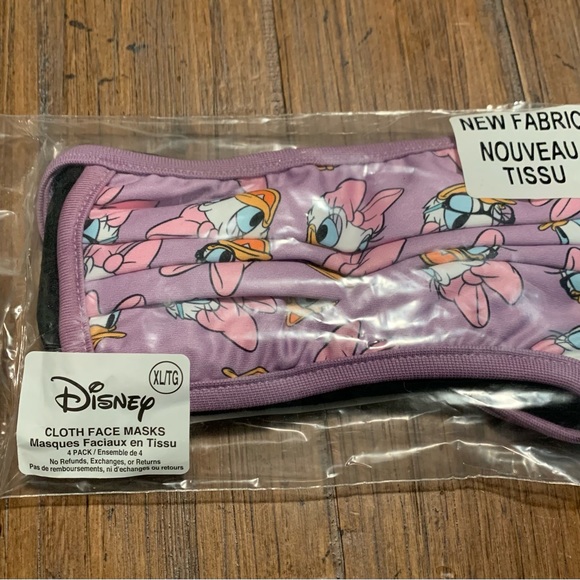 NEW FABRIC
NOUVEAU
TISSU
XL/TG
Disney
CLOTH FACE MASKS
Masques Faciaux en Tissu
4 PACK / Ensemble de 4
No Refunds, Exchanges, or Returns
Pas de remboursements, ni d'echanges ou retours